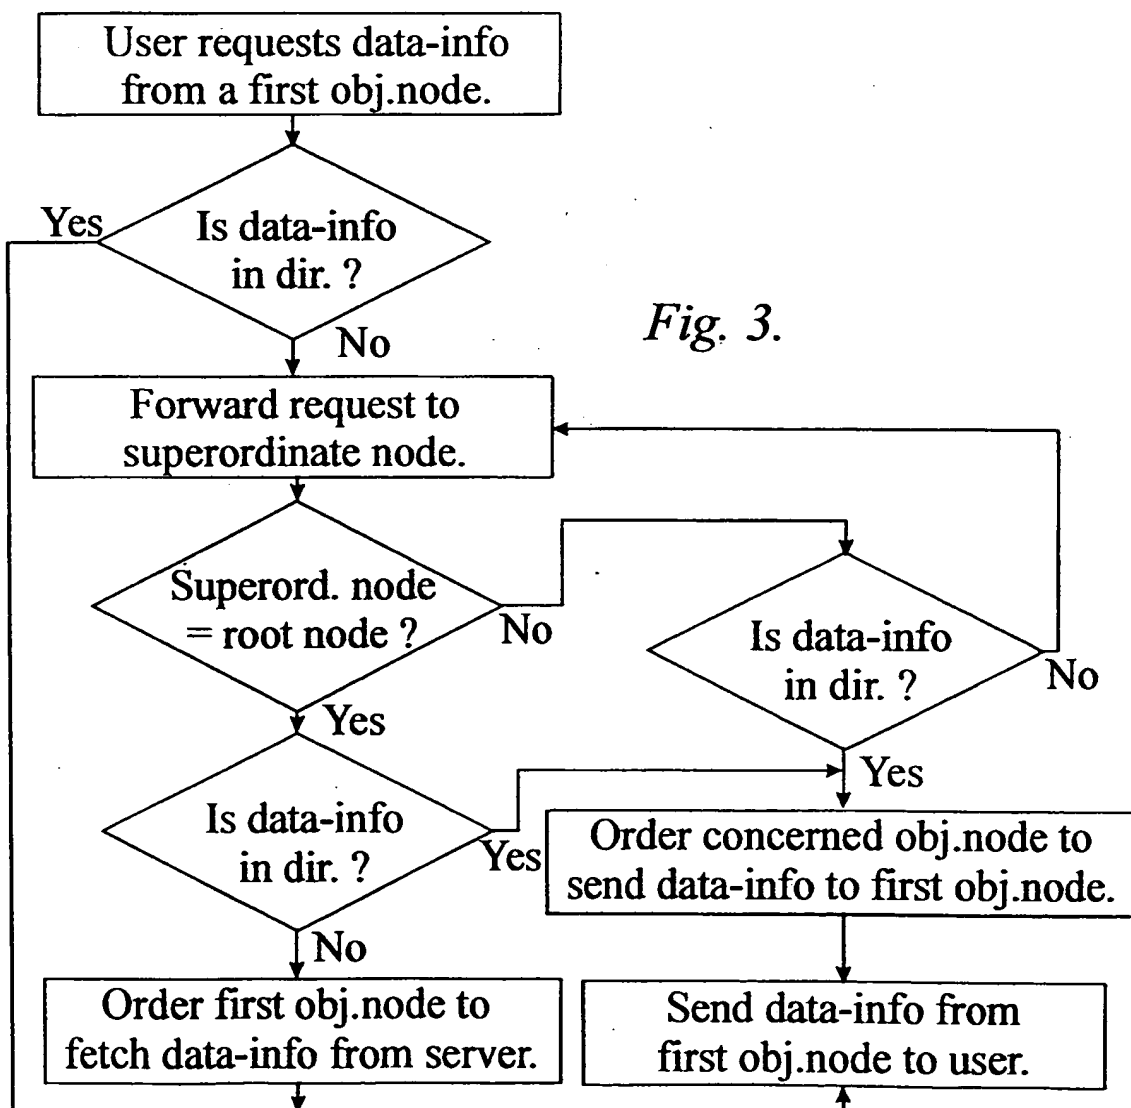 User requests data-info
from a first obj.node.
Yes
Is data-info
in dir. ?
No
Fig. 3.
Forward request to
superordinate node.
Superord. node
= root node ?
No
Is data-info
in dir. ?
No
Yes
Yes
Is data-info
in dir. ?
Yes
Order concerned obj.node to
send data-info to first obj.node.
No
Order first obj.node to
fetch data-info from server.
Send data-info from
first obj.node to user.